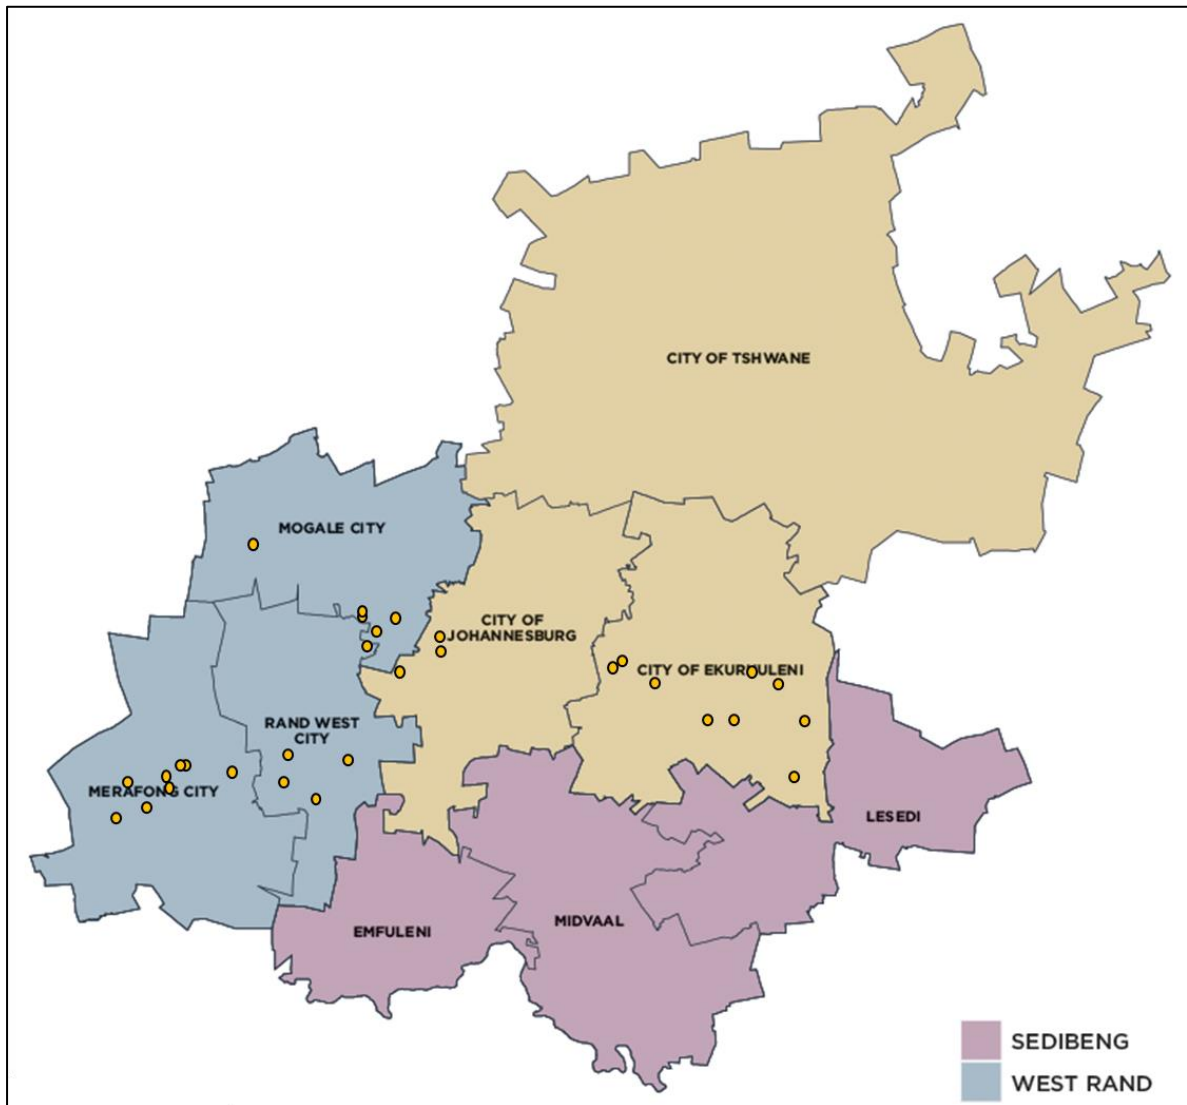 CITY OF TSHWANE
MOGALE CITY
CITY OF
JOHANNESBURG
CITY OF EKURHULENI
RAND WEST
CITY
MERAFONG CITY
LESEDI
EMFULENI
MIDVAAL
SEDIBENG
WEST RAND